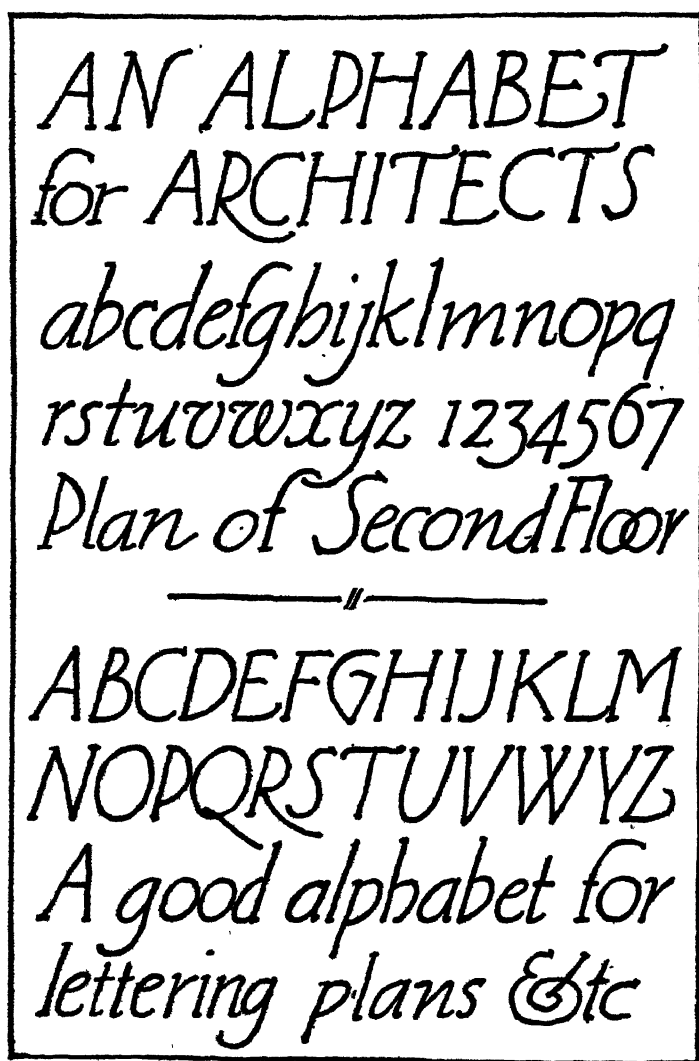 AN ALPHABET
for ARCHITECTS
abcdefghijklmnopq
rstuvwxyz 1234567
Plan of Second Floor
ABCDEFGHIJKLM
NOPQRSTUVWYZ
A good alphabet for
lettering plans &tc